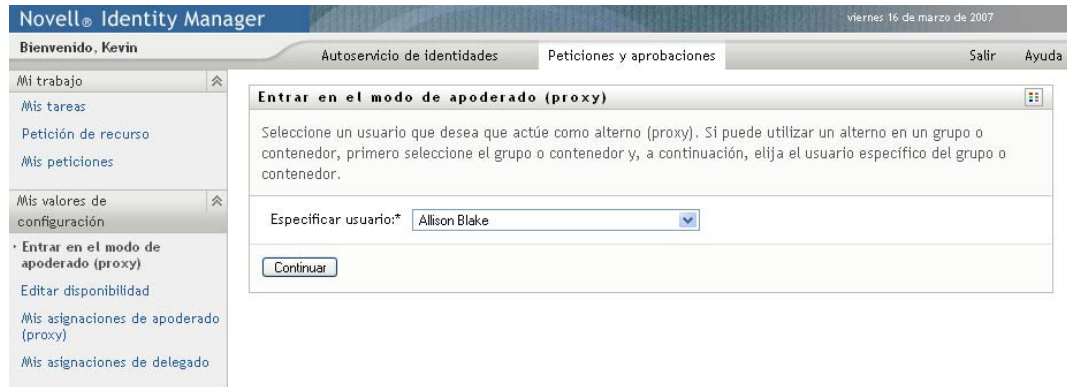 Novell® Identity Manager
viernes 16 de marzo de 2007
Bienvenido, Kevin
Autoservicio de identidades
Peticiones y aprobaciones
Salir
Ayuda
Mi trabajo
Mis tareas
Petición de recurso
Mis peticiones
Mis valores de
configuración
· Entrar en el modo de
apoderado (proxy)
Editar disponibilidad
Mis asignaciones de apoderado
(proxy)
Mis asignaciones de delegado
Entrar en el modo de apoderado (proxy)
Seleccione un usuario que desea que actúe como alterno (proxy). Si puede utilizar un alterno en un grupo o
contenedor, primero seleccione el grupo o contenedor y, a continuación, elija el usuario específico del grupo o
contenedor.
Especificar usuario:* Allison Blake
Continuar